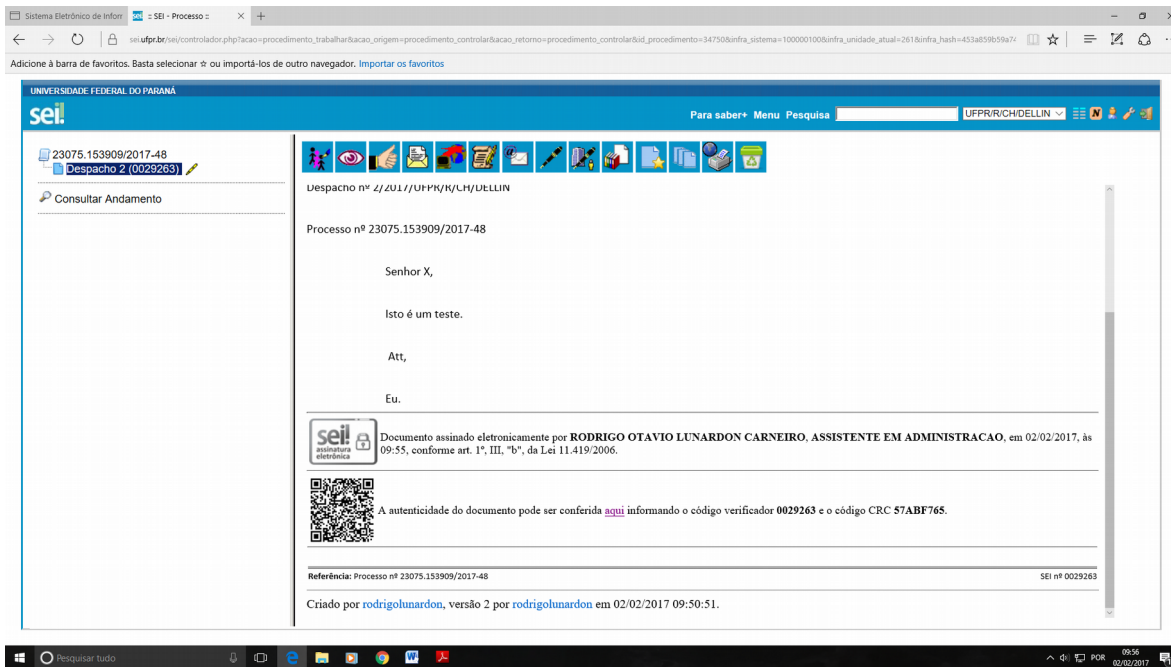 Sistema Eletrônico de Inforr
:: SEI - Processo ::
sei.ufpr.br/sei/controlador.php?acao=procedimento_trabalhar&acao_origem=procedimento_controlar&acao_retorno=procedimento_controlar&id_procedimento=34750&infra_sistema=100000100&infra_unidade_atual=261&infra_hash=453a859b59a74
Adicione à barra de favoritos. Basta selecionar ☆ ou importá-los de outro navegador. Importar os favoritos
UNIVERSIDADE FEDERAL DO PARANÁ
sei!
Para saber+ Menu Pesquisa
UFPR/R/CH/DELLIN
23075.153909/2017-48
Despacho 2 (0029263)
Consultar Andamento
Despacho nº 2/2017/UFPR/R/CH/DELLIN
Processo nº 23075.153909/2017-48
Senhor X,
Isto é um teste.
Att,
Eu.
sei!
assinatura
eletrônica
Documento assinado eletronicamente por RODRIGO OTAVIO LUNARDON CARNEIRO, ASSISTENTE EM ADMINISTRACAO, em 02/02/2017, às
09:55, conforme art. 1º, III, "b", da Lei 11.419/2006.
A autenticidade do documento pode ser conferida aqui informando o código verificador 0029263 e o código CRC 57ABF765.
Referência: Processo nº 23075.153909/2017-48
SEI nº 0029263
Criado por rodrigolunardon, versão 2 por rodrigolunardon em 02/02/2017 09:50:51.
Pesquisar tudo
POR
09:56
02/02/2017